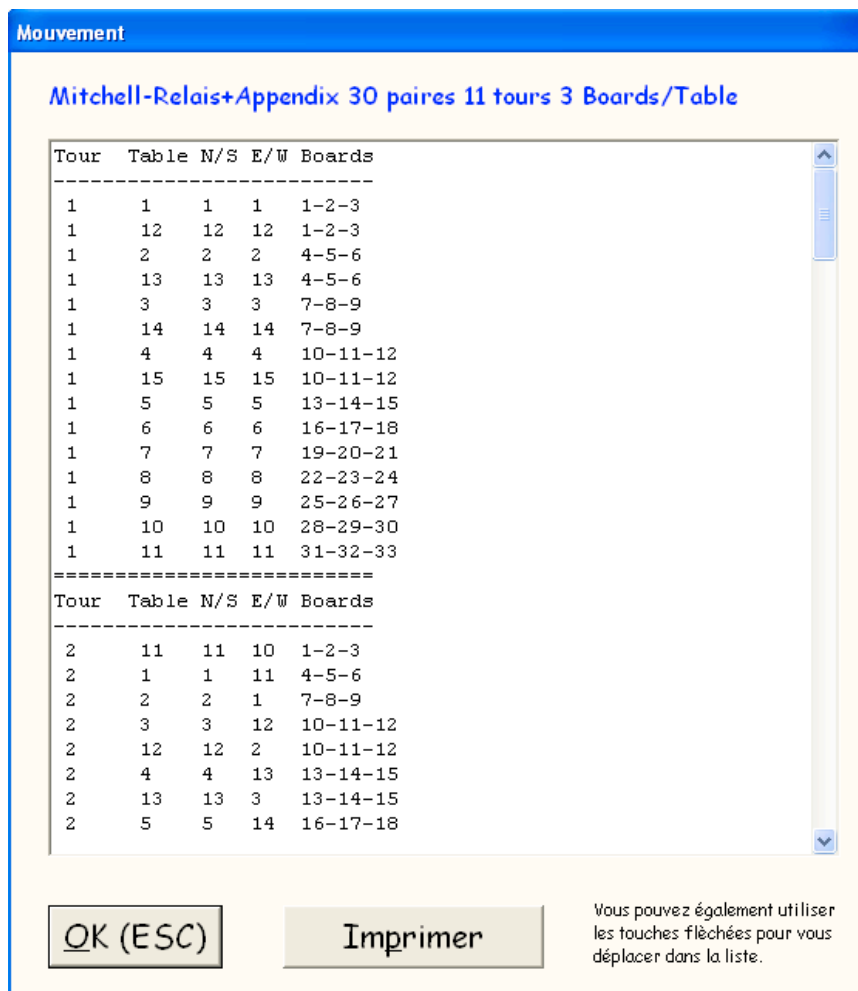 Mouvement
Mitchell-Relais+Appendix 30 paires 11 tours 3 Boards/Table
Tour Table N/S E/W Boards
---------------------------
1 1 1 1 1-2-3
1 12 12 12 1-2-3
1 2 2 2 4-5-6
1 13 13 13 4-5-6
1 3 3 3 7-8-9
1 14 14 14 7-8-9
1 4 4 4 10-11-12
1 15 15 15 10-11-12
1 5 5 5 13-14-15
1 6 6 6 16-17-18
1 7 7 7 19-20-21
1 8 8 8 22-23-24
1 9 9 9 25-26-27
1 10 10 10 28-29-30
1 11 11 11 31-32-33
===========================
Tour Table N/S E/W Boards
---------------------------
2 11 11 10 1-2-3
2 1 1 11 4-5-6
2 2 2 1 7-8-9
2 3 3 12 10-11-12
2 12 12 2 10-11-12
2 4 4 13 13-14-15
2 13 13 3 13-14-15
2 5 5 14 16-17-18
OK (ESC)
Imprimer
Vous pouvez également utiliser
les touches flèchées pour vous
déplacer dans la liste.